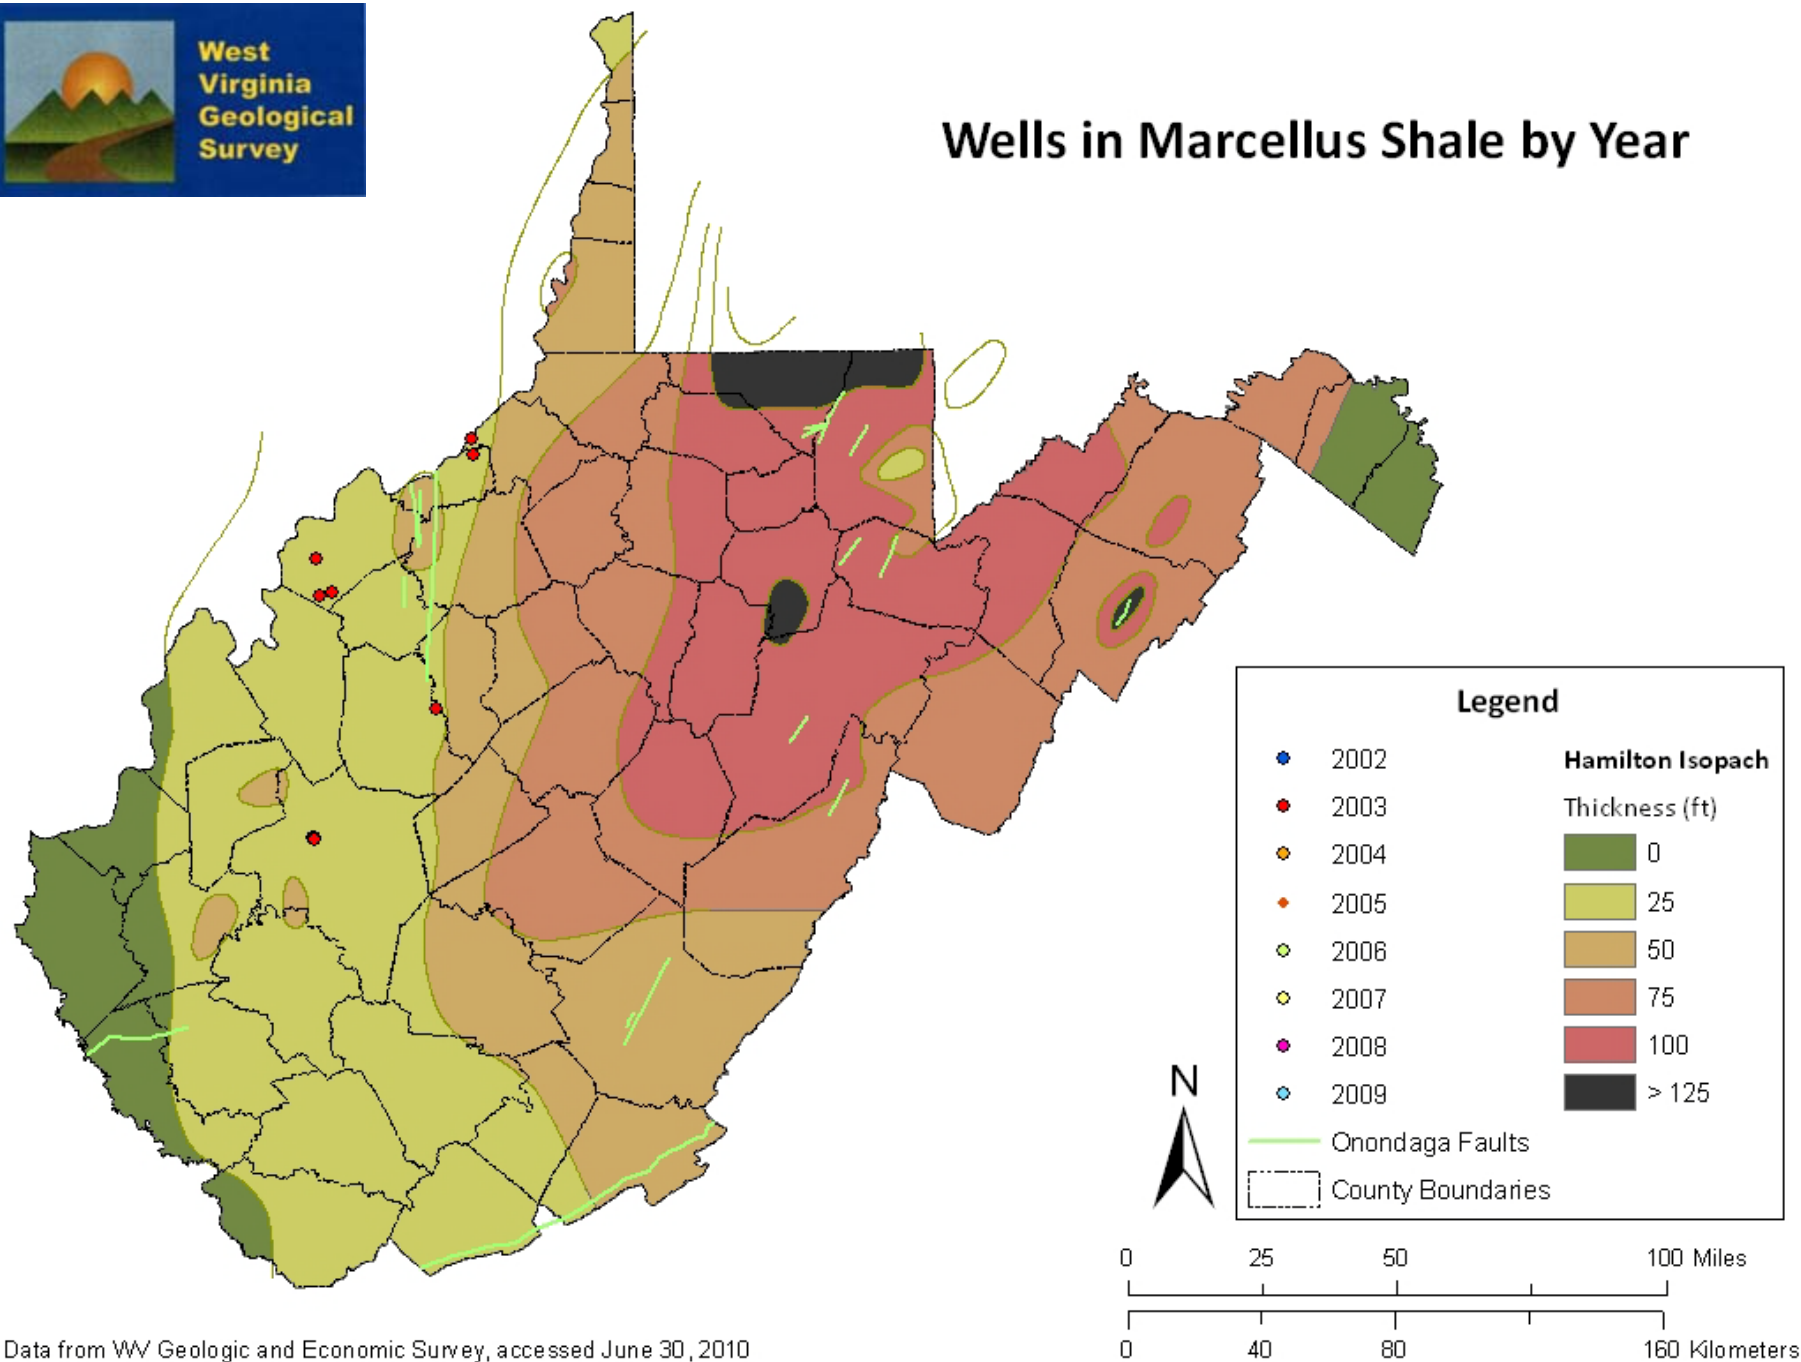 West
Virginia
Geological
Survey
Wells in Marcellus Shale by Year
Legend
2002
2003
2004
2005
2006
2007
2008
2009
Onondaga Faults
County Boundaries
Hamilton Isopach
Thickness (ft)
0
25
50
75
100
> 125
N
0 25 50 100 Miles
0 40 80 160 Kilometers
Data from WV Geologic and Economic Survey, accessed June 30, 2010